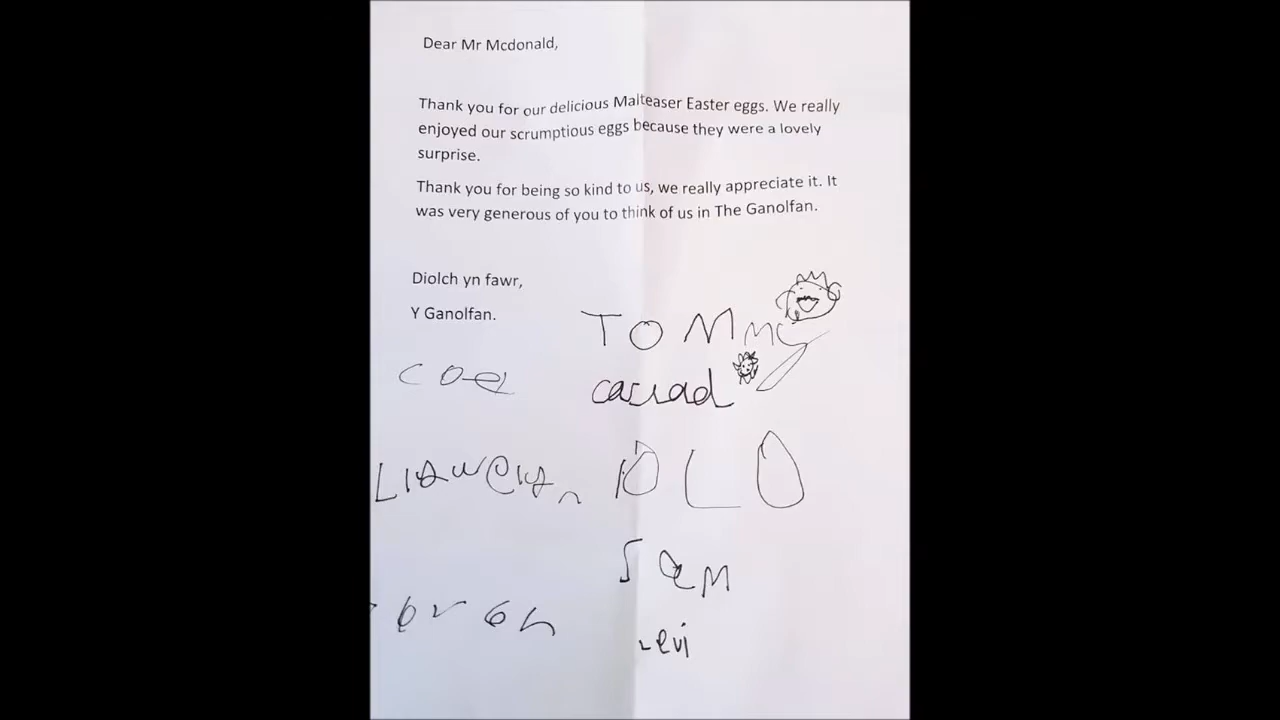 Dear Mr Mcdonald,
Thank you for our delicious Malteaser Easter eggs. We really
enjoyed our scrumptious eggs because they were a lovely
surprise.
Thank you for being so kind to us, we really appreciate it. It
was very generous of you to think of us in The Ganolfan.
Diolch yn fawr,
Y Ganolfan.
TOMMY
cariad
OLO
Sam
Levi